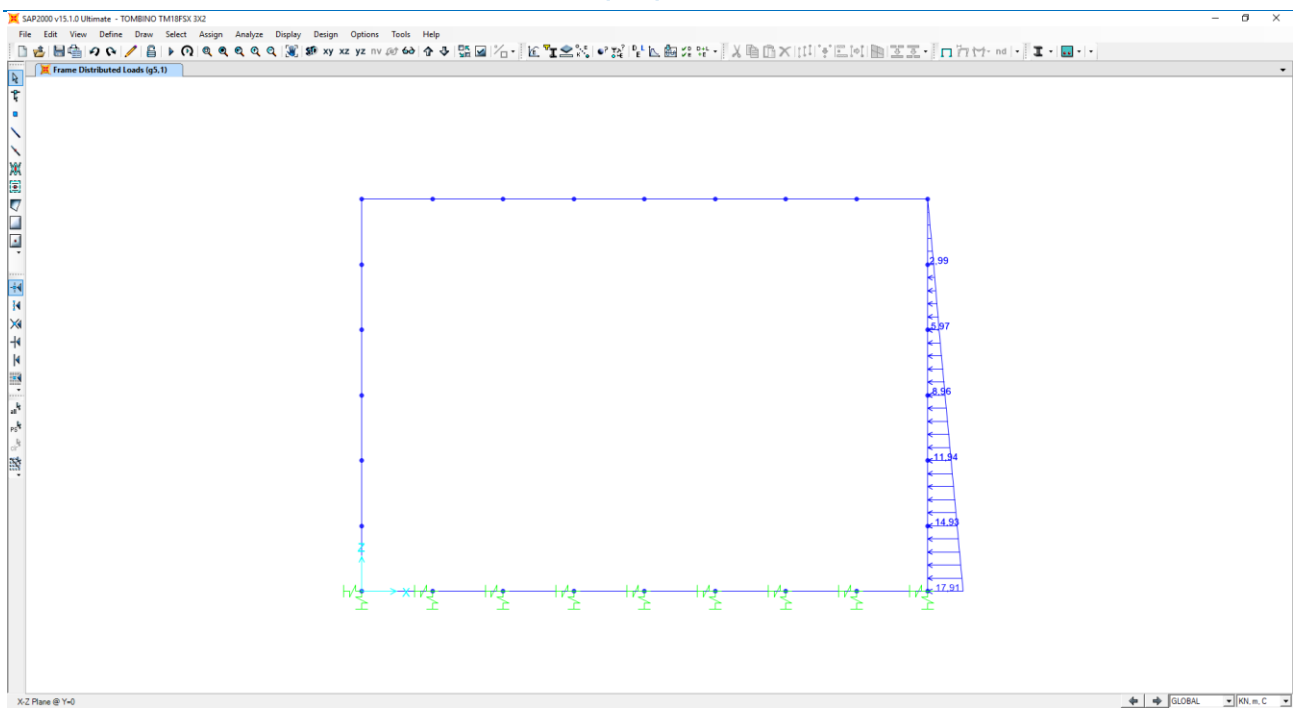 SAP2000 v15.1.0 Ultimate - TOMBINO TM18FSX 3X2
File Edit View Define Draw Select Assign Analyze Display Design Options Tools Help
xy xz yz nv nd
Frame Distributed Loads (g5,1)
2,99
5,97
8,96
11,94
14,93
Z
X
17,91
X-Z Plane @ Y=0
GLOBAL
KN, m, C